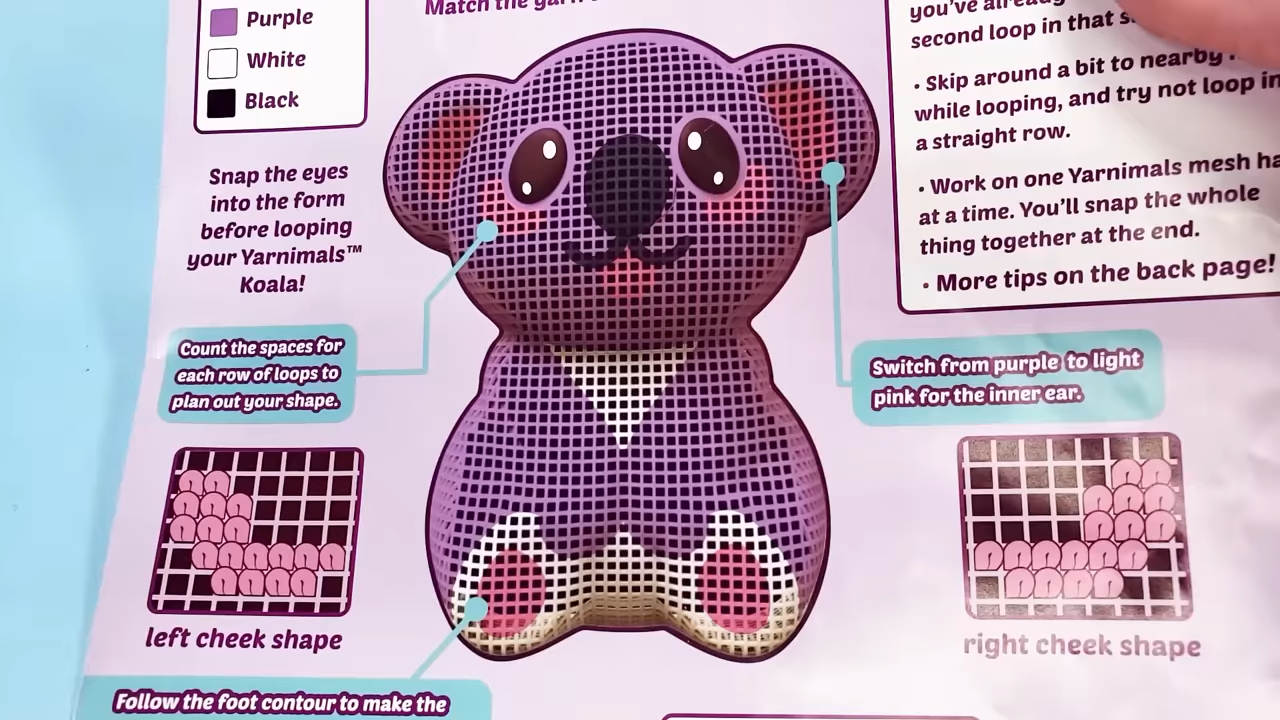 Purple
White
Black
Match the
Snap the eyes
into the form
before looping
your Yarnimals™
Koala!
Count the spaces for
each row of loops to
plan out your shape.
left cheek shape
Follow the foot contour to make the
you've already
second loop in that
• Skip around a bit to nearby
while looping, and try not loop in
a straight row.
• Work on one Yarnimals mesh
at a time. You'll snap the whole
thing together at the end.
• More tips on the back page!
Switch from purple to light
pink for the inner ear.
right cheek shape